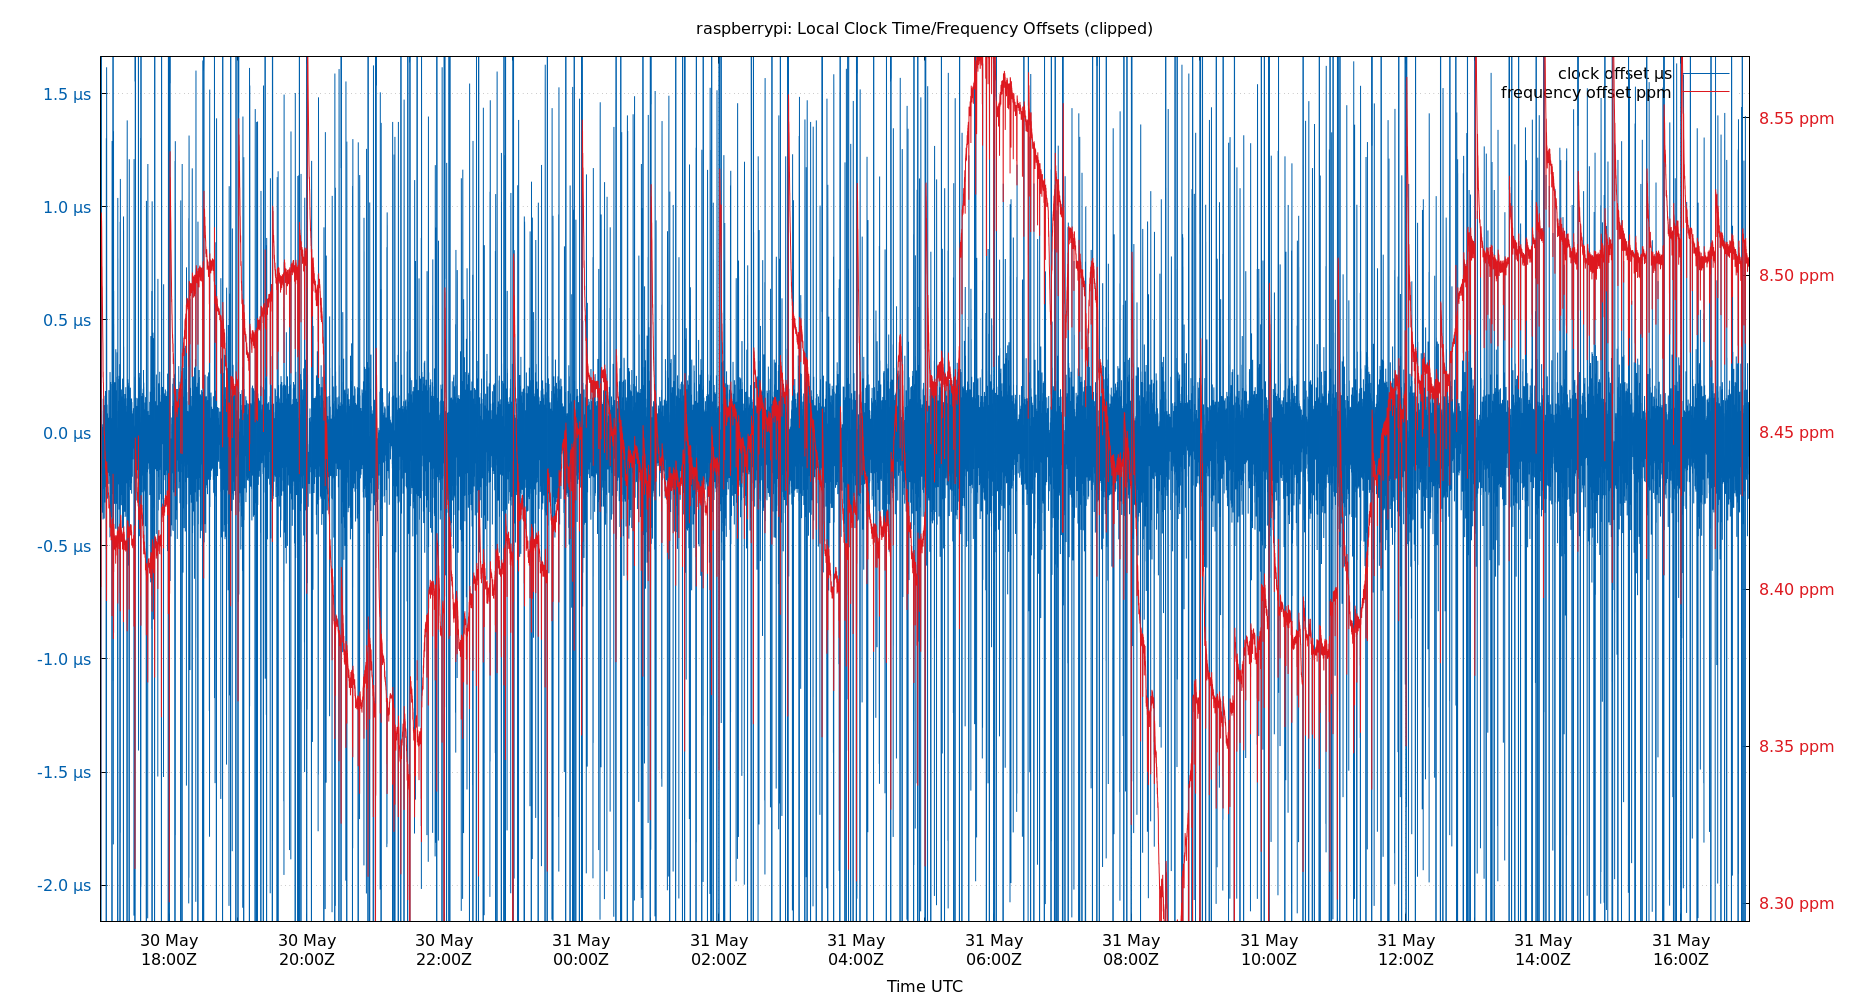 raspberrypi: Local Clock Time/Frequency Offsets (clipped)
clock offset µs
frequency offset ppm
1.5 µs
1.0 µs
0.5 µs
0.0 µs
-0.5 µs
-1.0 µs
-1.5 µs
-2.0 µs
8.55 ppm
8.50 ppm
8.45 ppm
8.40 ppm
8.35 ppm
8.30 ppm
30 May 30 May 30 May 31 May 31 May 31 May 31 May 31 May 31 May 31 May 31 May 31 May
18:00Z 20:00Z 22:00Z 00:00Z 02:00Z 04:00Z 06:00Z 08:00Z 10:00Z 12:00Z 14:00Z 16:00Z
Time UTC